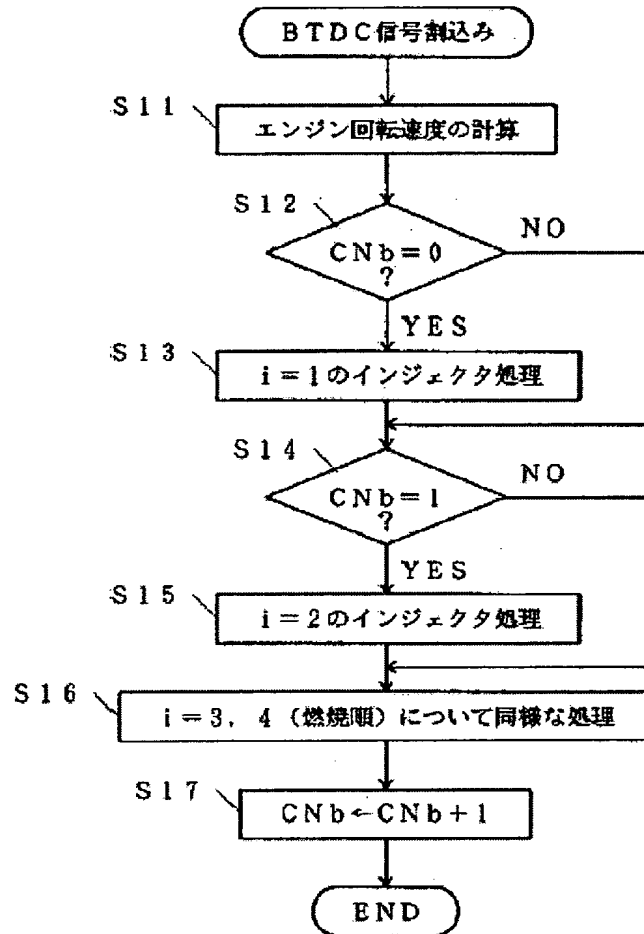 BTDC信号割込み
S11
エンジン回転速度の計算
S12
CNb=0
?
NO
YES
S13
i=1のインジェクタ処理
S14
CNb=1
?
NO
YES
S15
i=2のインジェクタ処理
S16
i=3, 4 (燃焼順) について同様な処理
S17
CNb←CNb+1
END